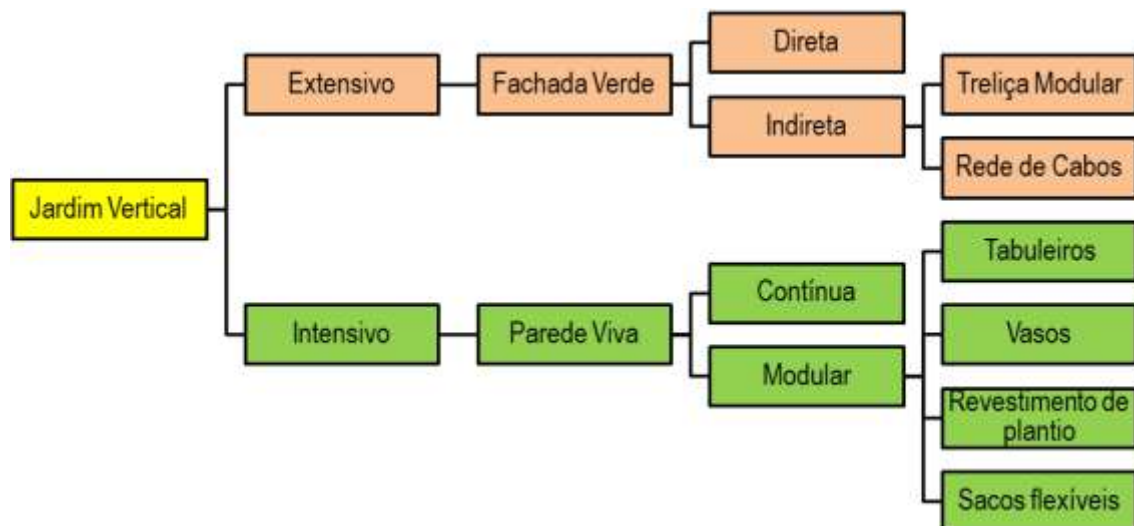 Jardim Vertical
Extensivo
Fachada Verde
Direta
Indireta
Treliça Modular
Rede de Cabos
Intensivo
Parede Viva
Contínua
Modular
Tabuleiros
Vasos
Revestimento de
plantio
Sacos flexíveis